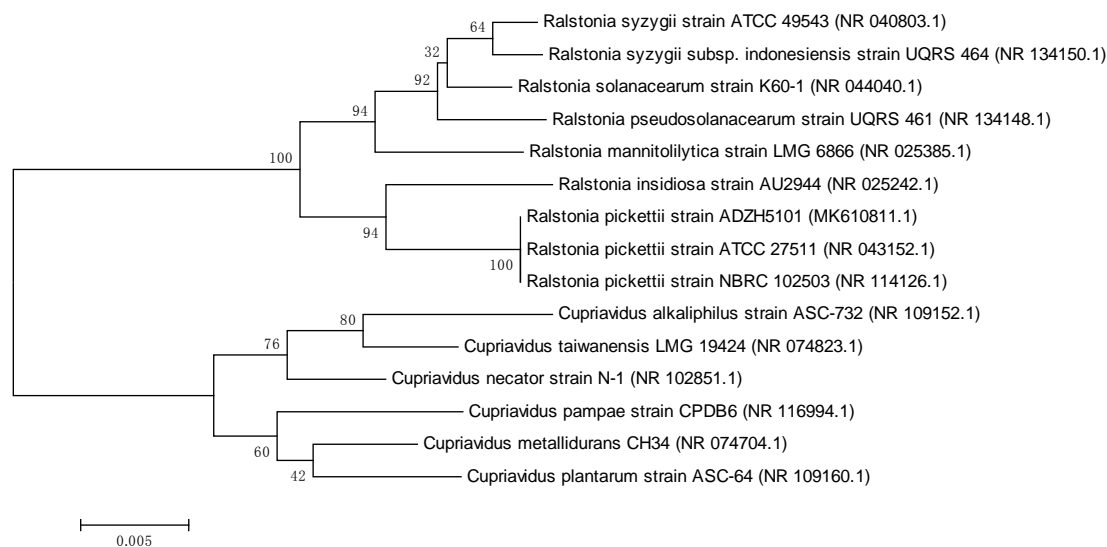 64
Ralstonia syzygii strain ATCC 49543 (NR 040803.1)
32
Ralstonia syzygii subsp. indonesiensis strain UQRS 464 (NR 134150.1)
92
Ralstonia solanacearum strain K60-1 (NR 044040.1)
94
Ralstonia pseudosolanacearum strain UQRS 461 (NR 134148.1)
100
Ralstonia mannitolilytica strain LMG 6866 (NR 025385.1)
Ralstonia insidiosa strain AU2944 (NR 025242.1)
94
Ralstonia pickettii strain ADZH5101 (MK610811.1)
Ralstonia pickettii strain ATCC 27511 (NR 043152.1)
100
Ralstonia pickettii strain NBRC 102503 (NR 114126.1)
80
Cupriavidus alkaliphilus strain ASC-732 (NR 109152.1)
76
Cupriavidus taiwanensis LMG 19424 (NR 074823.1)
Cupriavidus necator strain N-1 (NR 102851.1)
Cupriavidus pampae strain CPDB6 (NR 116994.1)
60
Cupriavidus metallidurans CH34 (NR 074704.1)
42
Cupriavidus plantarum strain ASC-64 (NR 109160.1)
0.005